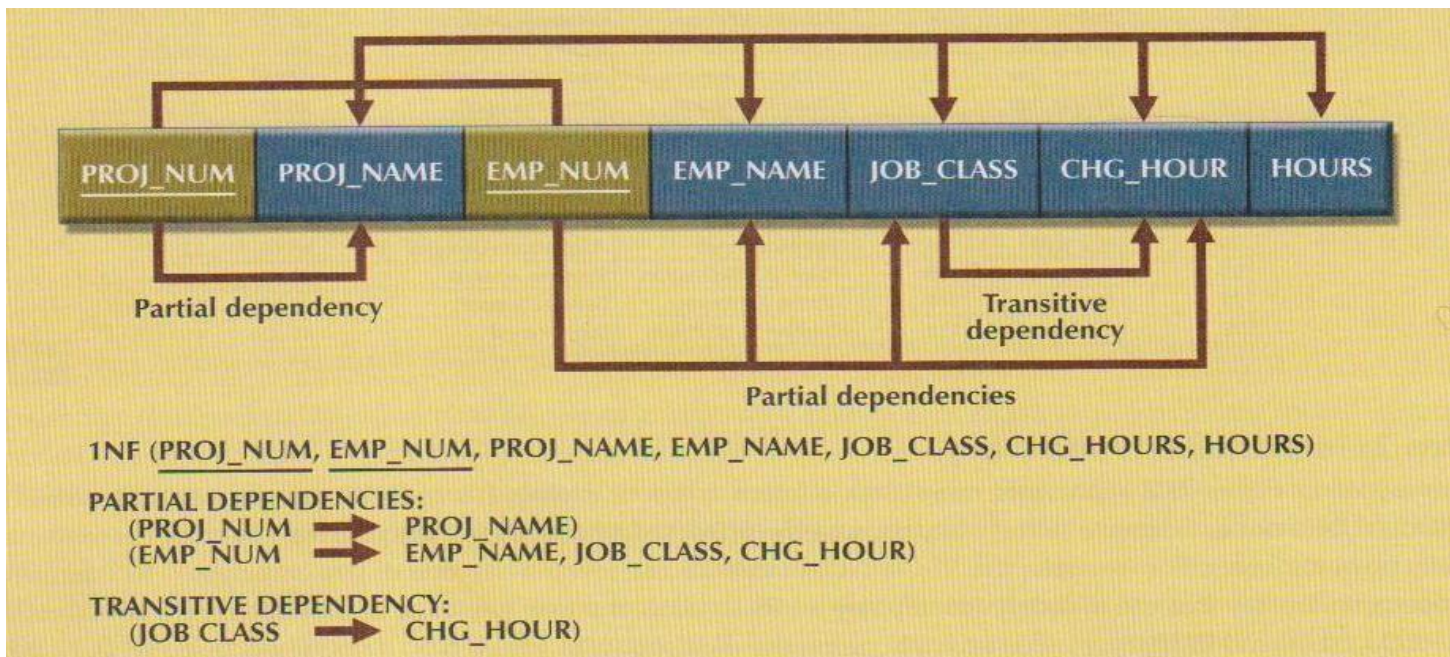 PROJ_NUM PROJ_NAME EMP_NUM EMP_NAME JOB_CLASS CHG_HOUR HOURS
Partial dependency
Transitive
dependency
Partial dependencies
1NF (PROJ_NUM, EMP_NUM, PROJ_NAME, EMP_NAME, JOB_CLASS, CHG_HOURS, HOURS)
PARTIAL DEPENDENCIES:
(PROJ_NUM PROJ_NAME)
(EMP_NUM EMP_NAME, JOB_CLASS, CHG_HOUR)
TRANSITIVE DEPENDENCY:
(JOB CLASS CHG_HOUR)